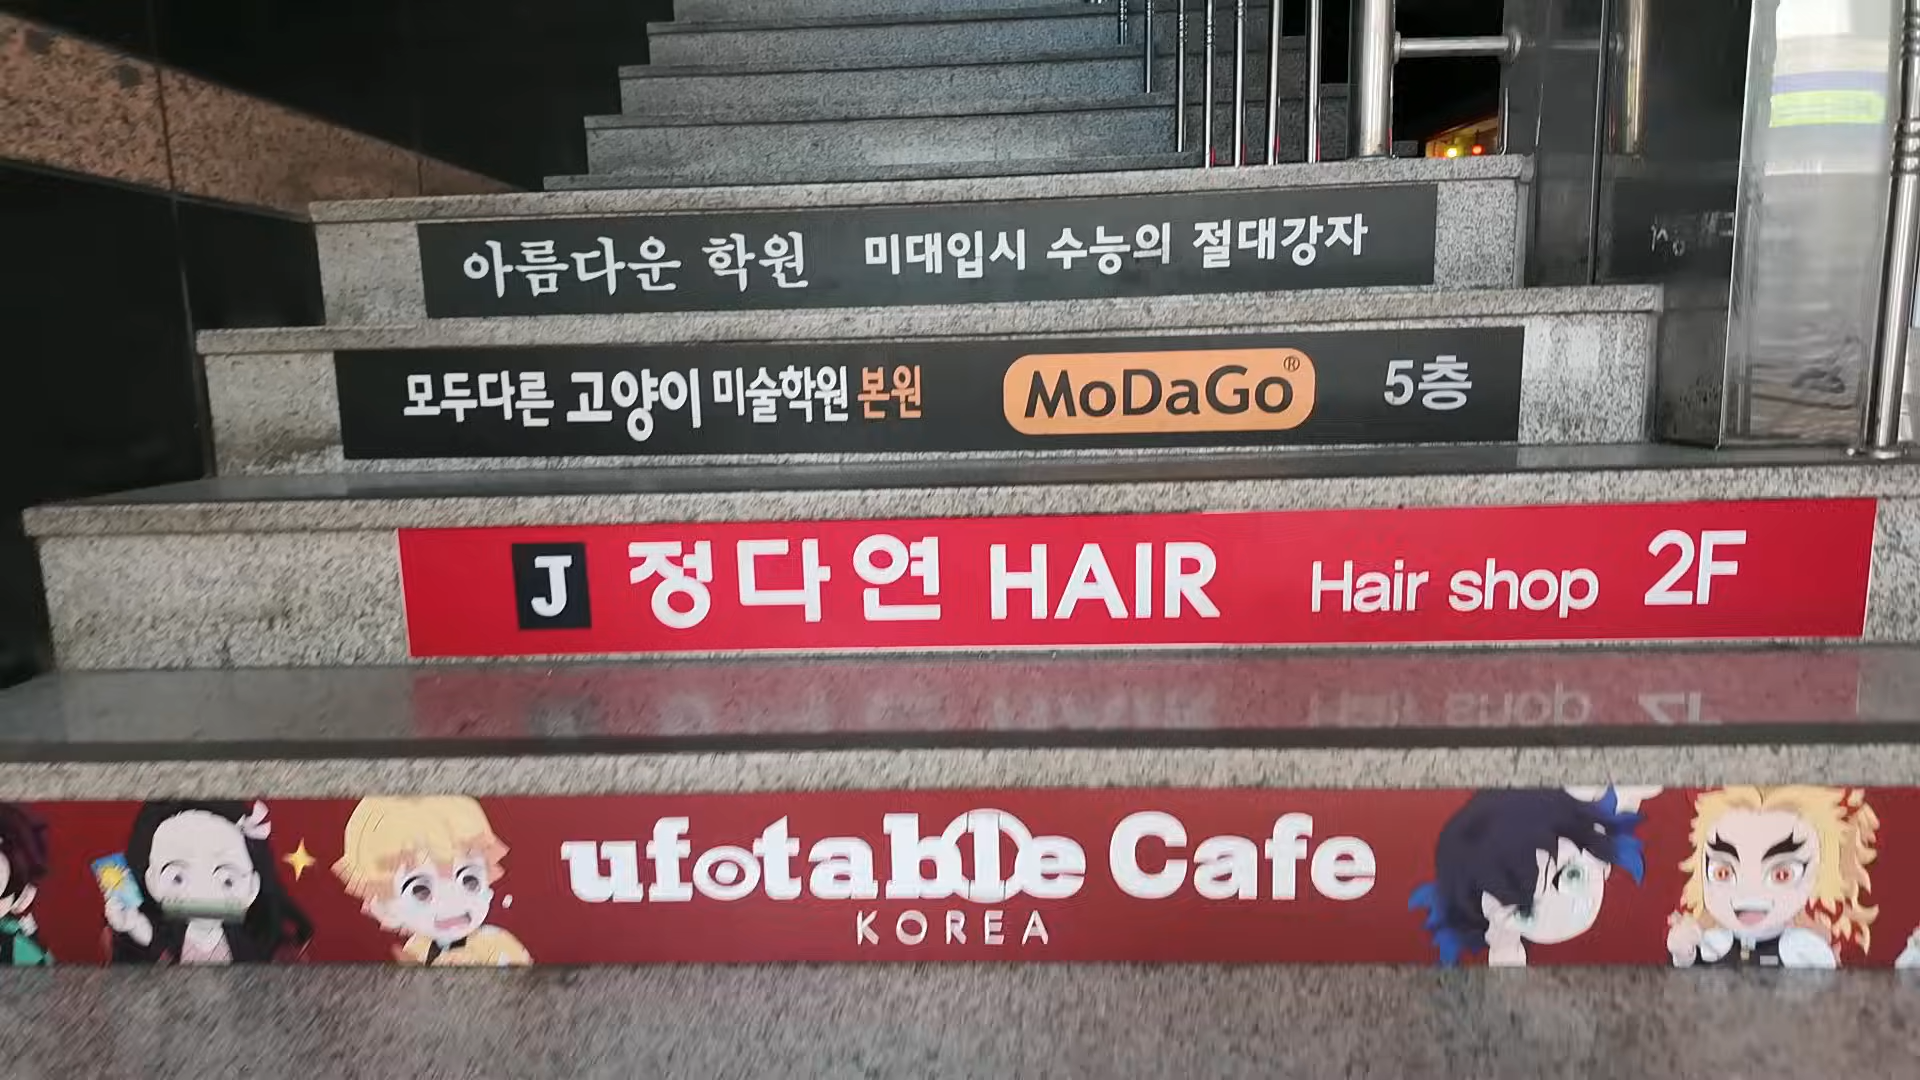 아름다운 학원 미대입시 수능의 절대강자
모두다른 고양이 미술학원 본원 MoDaGo® 5층
J 정다연 HAIR Hair shop 2F
ufotable Cafe
KOREA